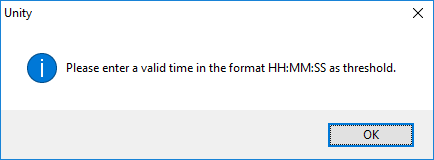 Unity
Please enter a valid time in the format HH:MM:SS as threshold.
OK